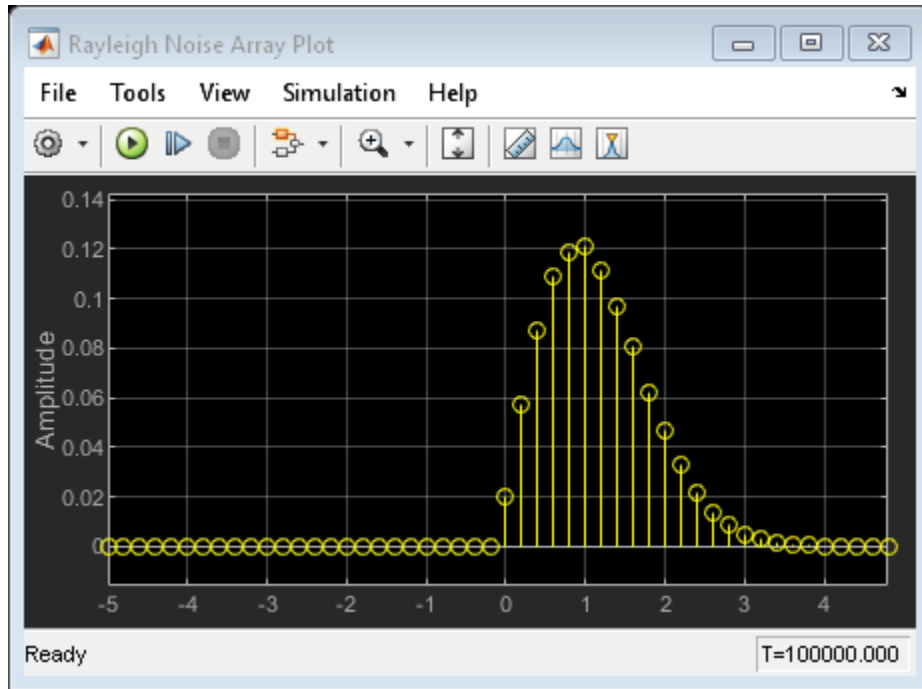 Rayleigh Noise Array Plot
File Tools View Simulation Help
0.14
0.12
0.1
0.08
0.06
0.04
0.02
0
Amplitude
-5 -4 -3 -2 -1 0 1 2 3 4
Ready T=100000.000